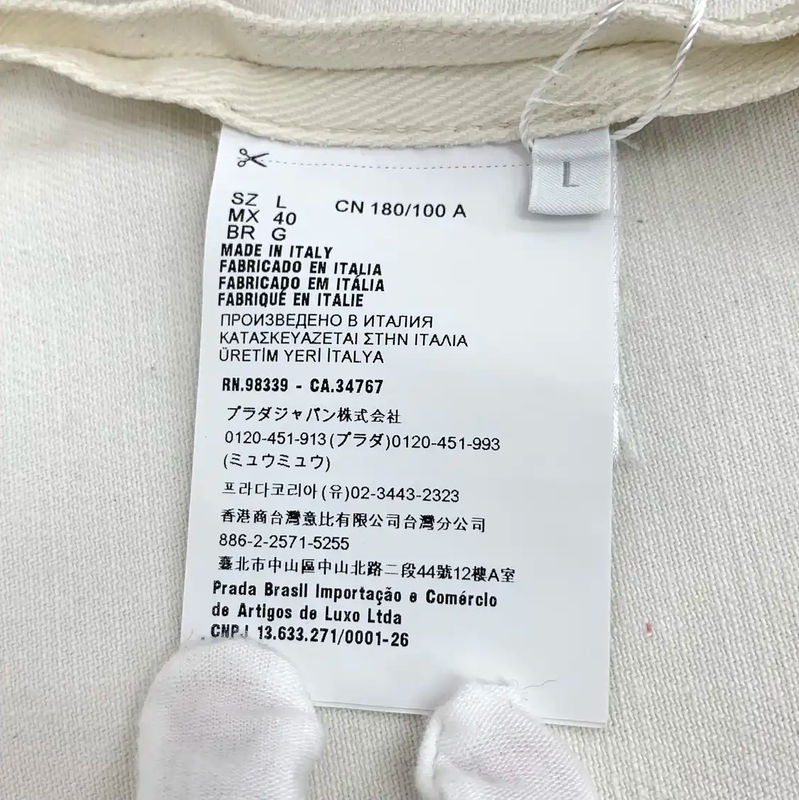 L
SZ L CN 180/100 A
MX 40
BR G
MADE IN ITALY
FABRICADO EN ITALIA
FABRICADO EM ITÁLIA
FABRIQUÉ EN ITALIE
ПРОИЗВЕДЕНО В ИТАЛИЯ
ΚΑΤΑΣΚΕΥΑΖΕΤΑΙ ΣΤΗΝ ΙΤΑΛΙΑ
ÜRETİM YERİ İTALYA
RN.98339 - CA.34767
プラダジャパン株式会社
0120-451-913(プラダ)0120-451-993
(ミュウミュウ)
프라다코리아(유)02-3443-2323
香港商台灣意比有限公司台灣分公司
886-2-2571-5255
臺北市中山區中山北路二段44號12樓A室
Prada Brasil Importação e Comércio
de Artigos de Luxo Ltda
CNPJ 13.633.271/0001-26